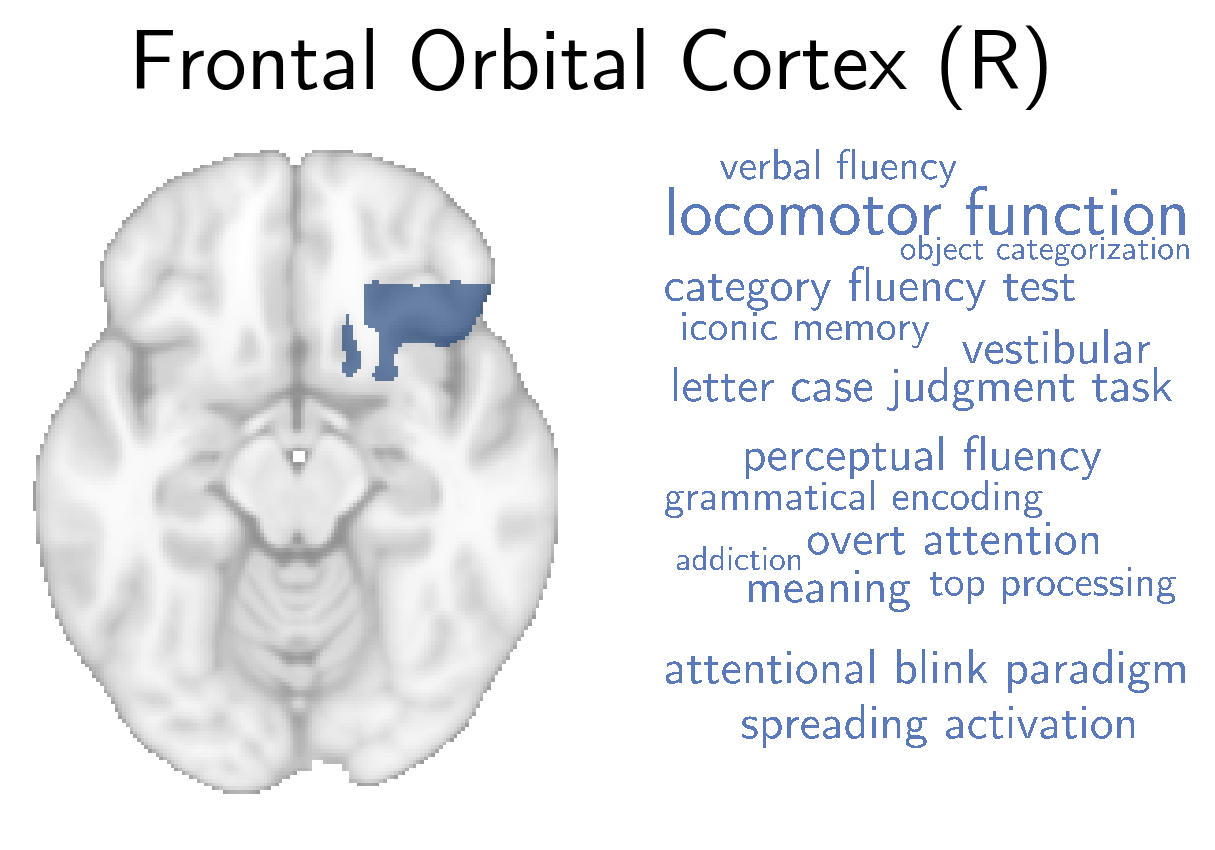 Frontal Orbital Cortex (R)
verbal fluency
locomotor function
object categorization
category fluency test
iconic memory
vestibular
letter case judgment task
perceptual fluency
grammatical encoding
overt attention
addiction
meaning
top processing
attentional blink paradigm
spreading activation